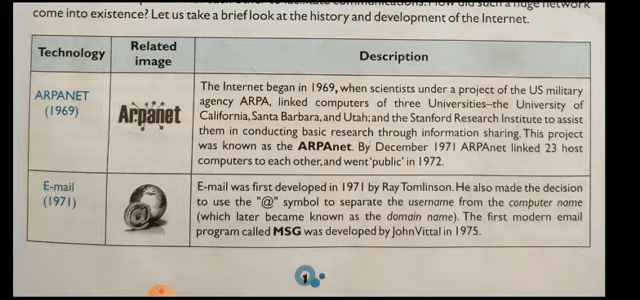 come into existence? Let us take a brief look at the history and development of the Internet.
Technology
Related
image
Description
ARPANET
(1969)
Arpanet
The Internet began in 1969, when scientists under a project of the US military
agency ARPA, linked computers of three Universities–the University of
California, Santa Barbara, and Utah; and the Stanford Research Institute to assist
them in conducting basic research through information sharing. This project
was known as the ARPAnet. By December 1971 ARPAnet linked 23 host
computers to each other, and went 'public' in 1972.
E-mail
(1971)
@
E-mail was first developed in 1971 by Ray Tomlinson. He also made the decision
to use the "@" symbol to separate the username from the computer name
(which later became known as the domain name). The first modern email
program called MSG was developed by John Vittal in 1975.
1